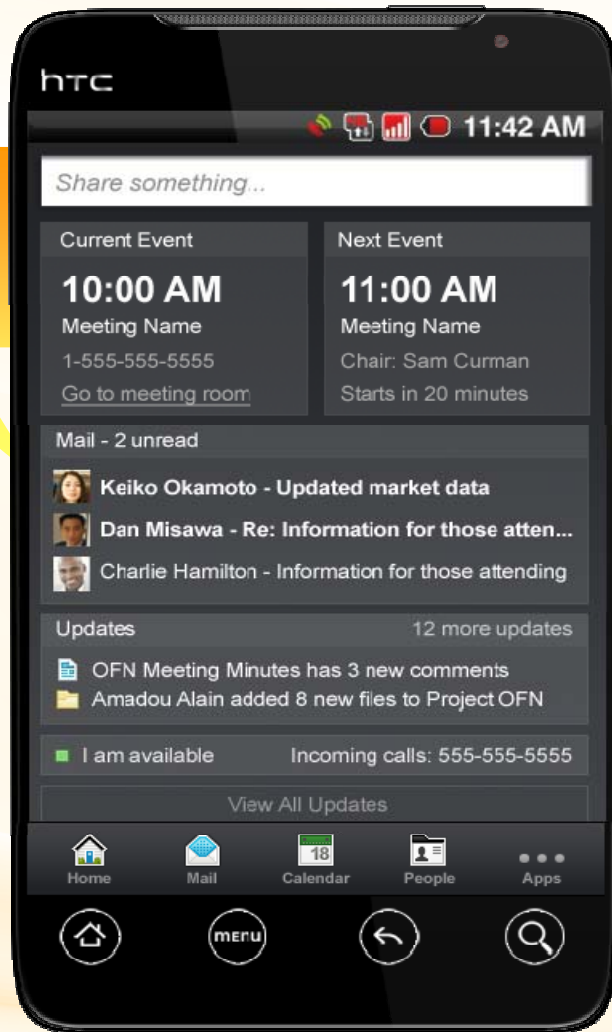 hTC
11:42 AM
Share something...
Current Event
10:00 AM
Meeting Name
1-555-555-5555
Go to meeting room
Next Event
11:00 AM
Meeting Name
Chair: Sam Curman
Starts in 20 minutes
Mail - 2 unread
Keiko Okamoto - Updated market data
Dan Misawa - Re: Information for those atten...
Charlie Hamilton - Information for those attending
Updates 12 more updates
OFN Meeting Minutes has 3 new comments
Amadou Alain added 8 new files to Project OFN
I am available Incoming calls: 555-555-5555
View All Updates
18
Home Mail Calendar People Apps
menu